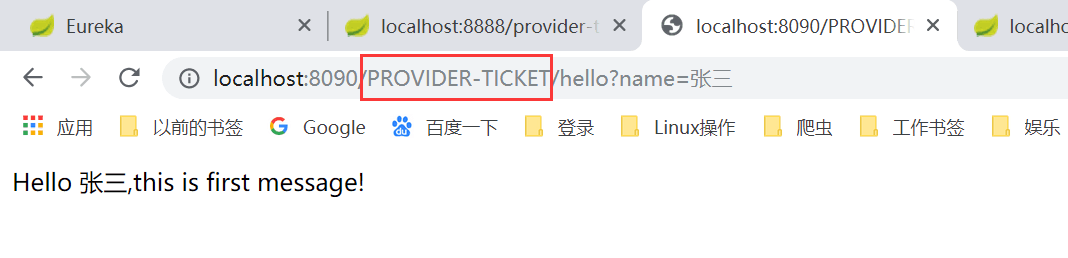 Eureka localhost:8888/provider-t localhost:8090/PROVIDER localho
localhost:8090/PROVIDER-TICKET/hello?name=张三
应用 以前的书签 Google 百度一下 登录 Linux操作 爬虫 工作书签 娱乐
Hello 张三,this is first message!